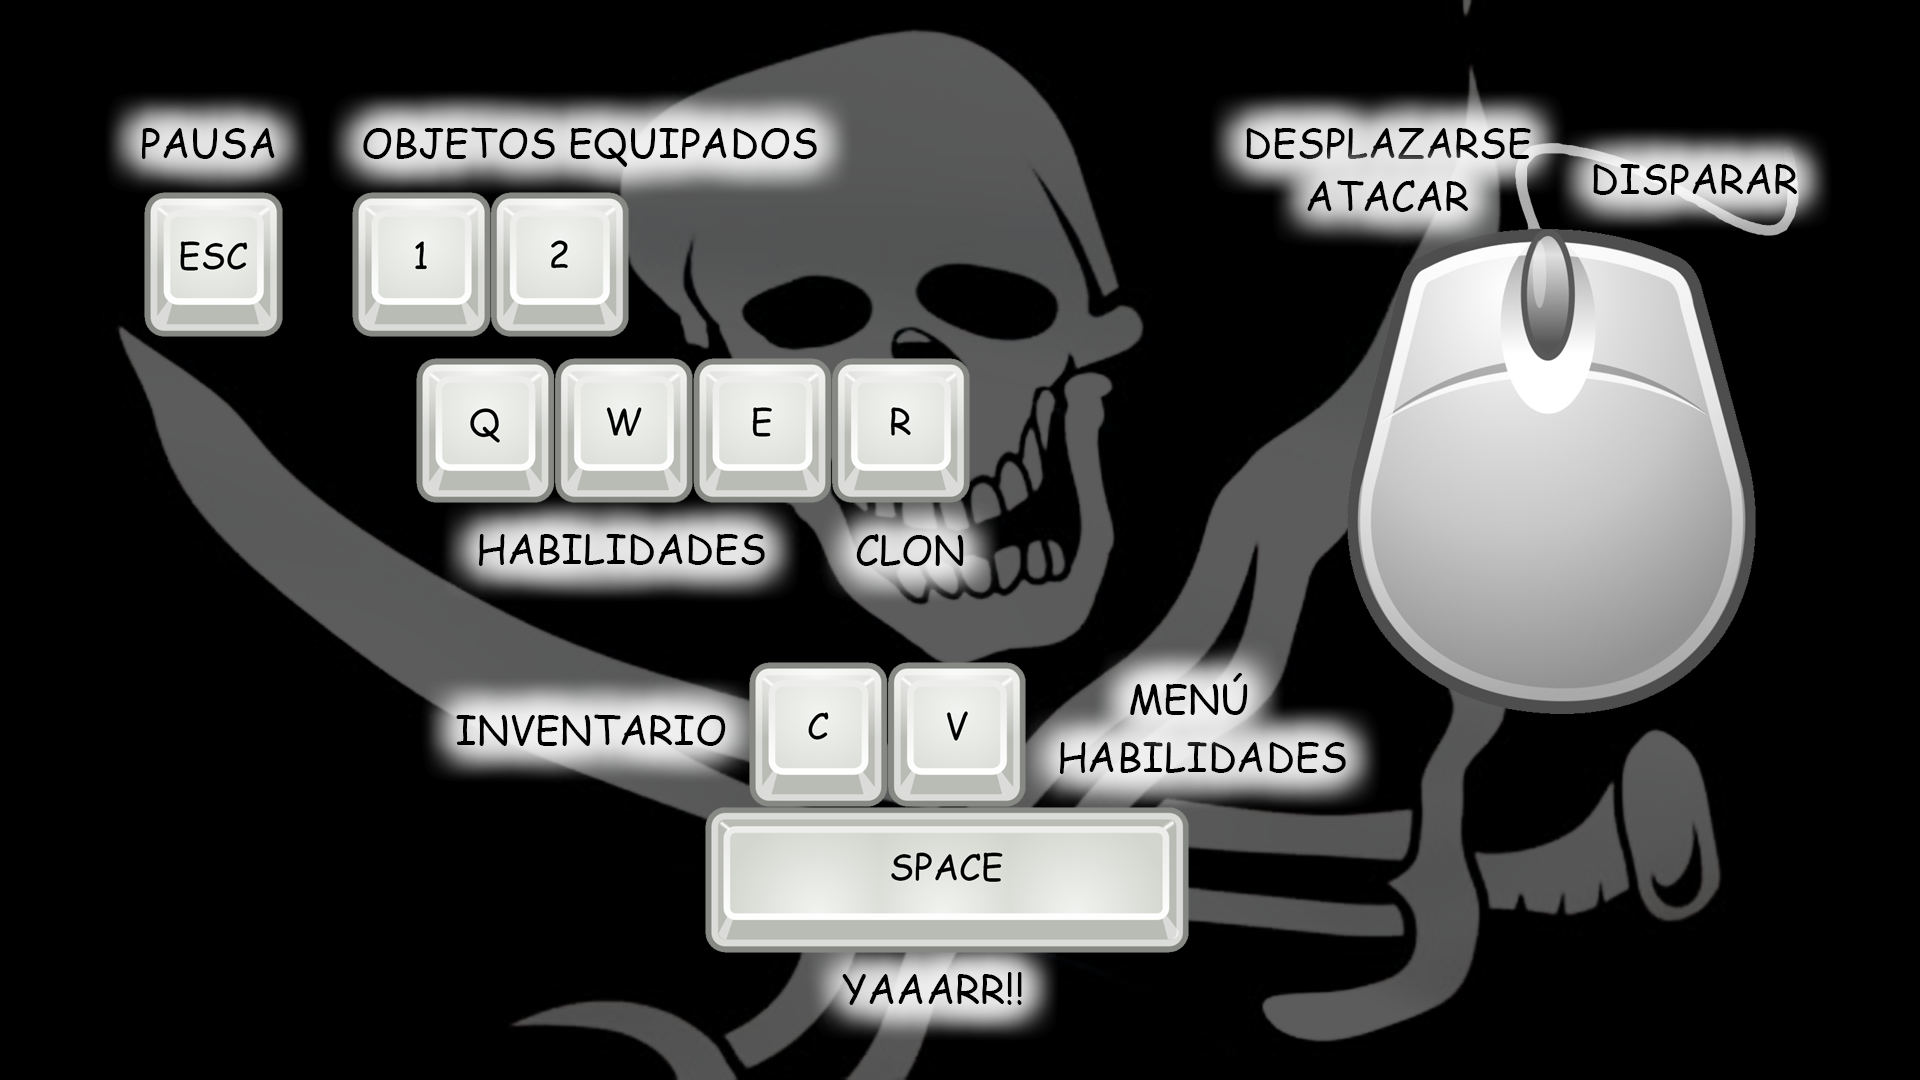 PAUSA
OBJETOS EQUIPADOS
ESC
1
2
Q
W
E
R
HABILIDADES
CLON
INVENTARIO
C
V
MENÚ
HABILIDADES
SPACE
YAAARR!!
DESPLAZARSE
ATACAR
DISPARAR